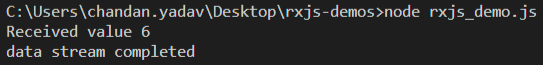 C:\Users\chandan.yadav\Desktop\rxjs-demos>node rxjs_demo.js
Received value 6
data stream completed